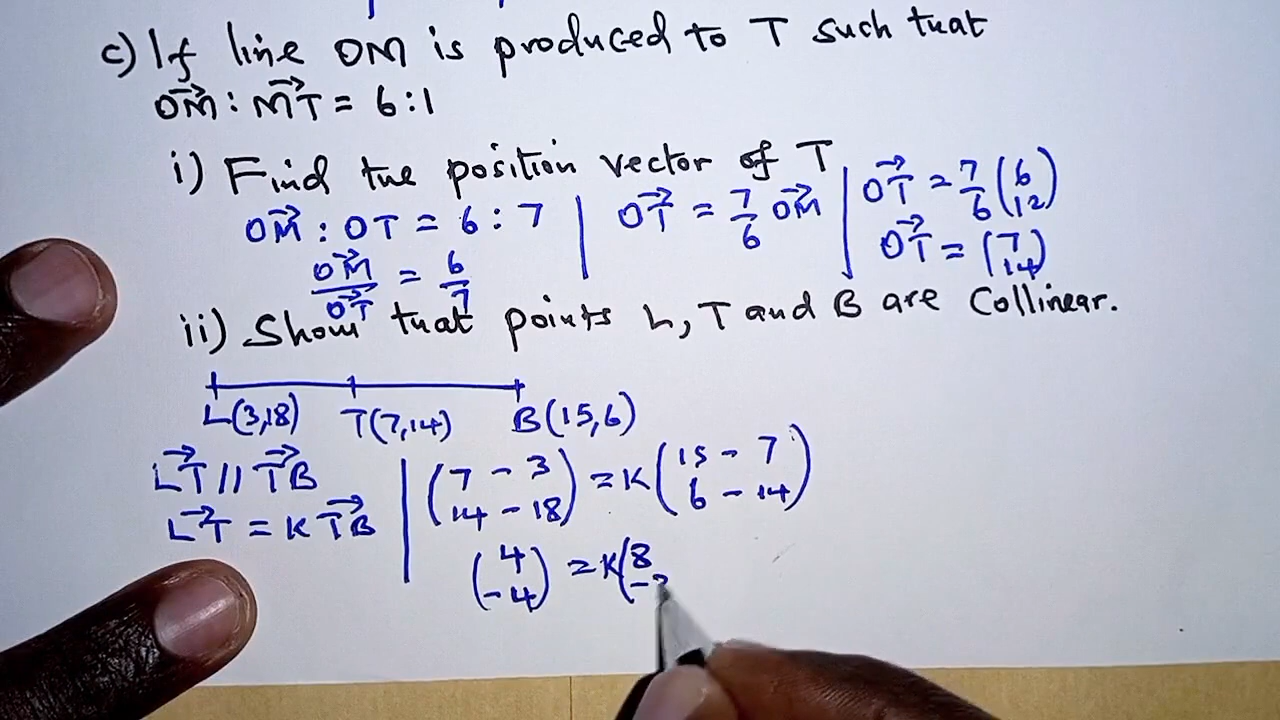 c) If line OM is produced to T such that
OM : MT = 6 : 1
i) Find the position vector of T
OM : OT = 6 : 7 | OT = 7/6 OM | OT = 7/6 (6 12)
OM/OT = 6/7
OT = (7 14)
ii) Show that points L, T and B are Collinear.
L(3,18) T(7,14) B(15,6)
LT // TB | (7 - 3 14 - 18) = K(15 - 7 6 - 14)
LT = K TB
(4 -4) = K(8 -